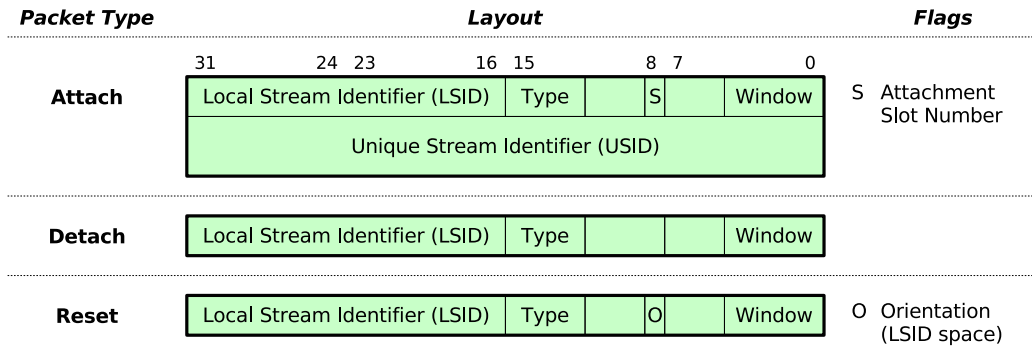 Packet Type Layout Flags
31 24 23 16 15 8 7 0
Attach Local Stream Identifier (LSID) Type S Window S Attachment
Slot Number
Unique Stream Identifier (USID)
Detach Local Stream Identifier (LSID) Type Window
Reset Local Stream Identifier (LSID) Type O Window O Orientation
(LSID space)